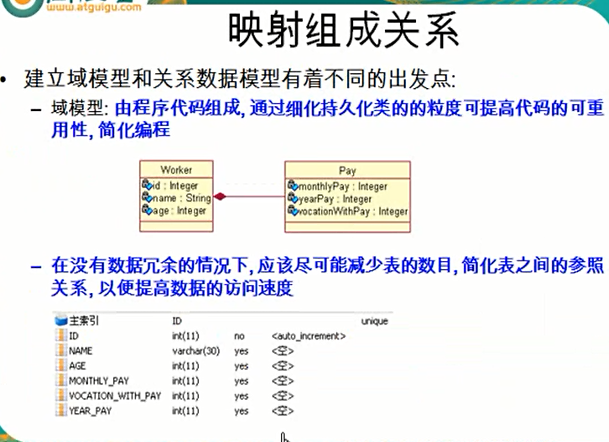 www.atguigu.com
映射组成关系
• 建立域模型和关系数据模型有着不同的出发点:
– 域模型: 由程序代码组成, 通过细化持久化类的的粒度可提高代码的可重
用性, 简化编程
Worker
id : Integer
name : String
age : Integer
Pay
monthlyPay : Integer
yearPay : Integer
vocationWithPay : Integer
– 在没有数据冗余的情况下, 应该尽可能减少表的数目, 简化表之间的参照
关系, 以便提高数据的访问速度
主索引 ID unique
ID int(11) no <auto_increment>
NAME varchar(30) yes <空>
AGE int(11) yes <空>
MONTHLY_PAY int(11) yes <空>
VOCATION_WITH_PAY int(11) yes <空>
YEAR_PAY int(11) yes <空>